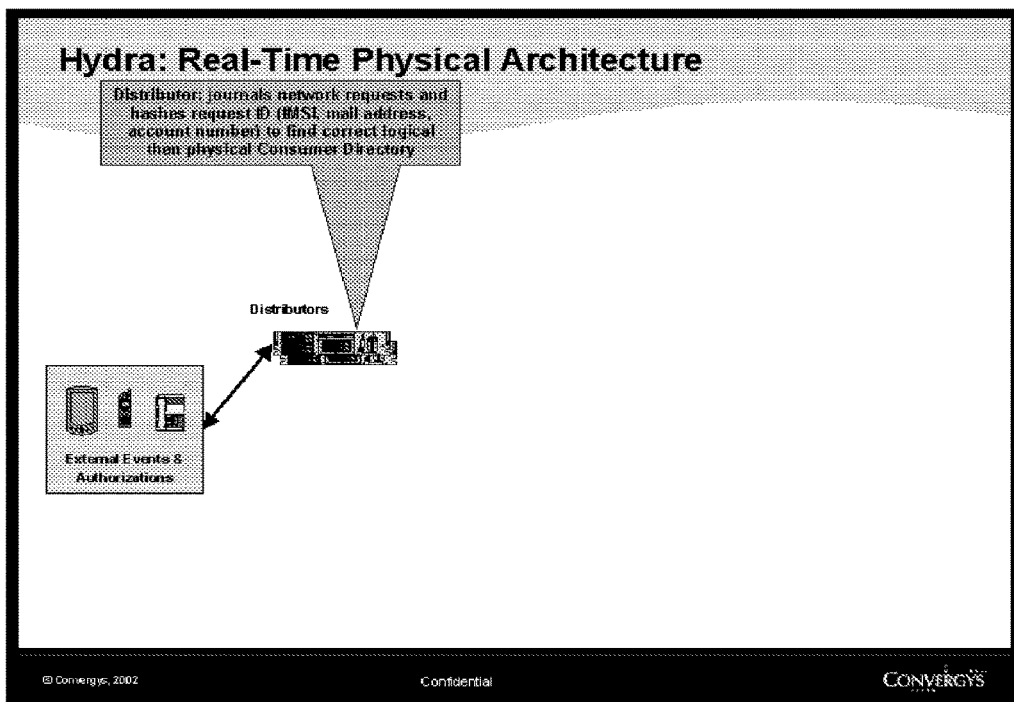 Hydra: Real-Time Physical Architecture
Distributor: journals network requests and
hashes request ID (IMSI, mail address,
account number) to find correct logical
then physical Consumer Directory
Distributors
External Events &
Authorizations
© Convergys, 2002
Confidential
CONVERGYS